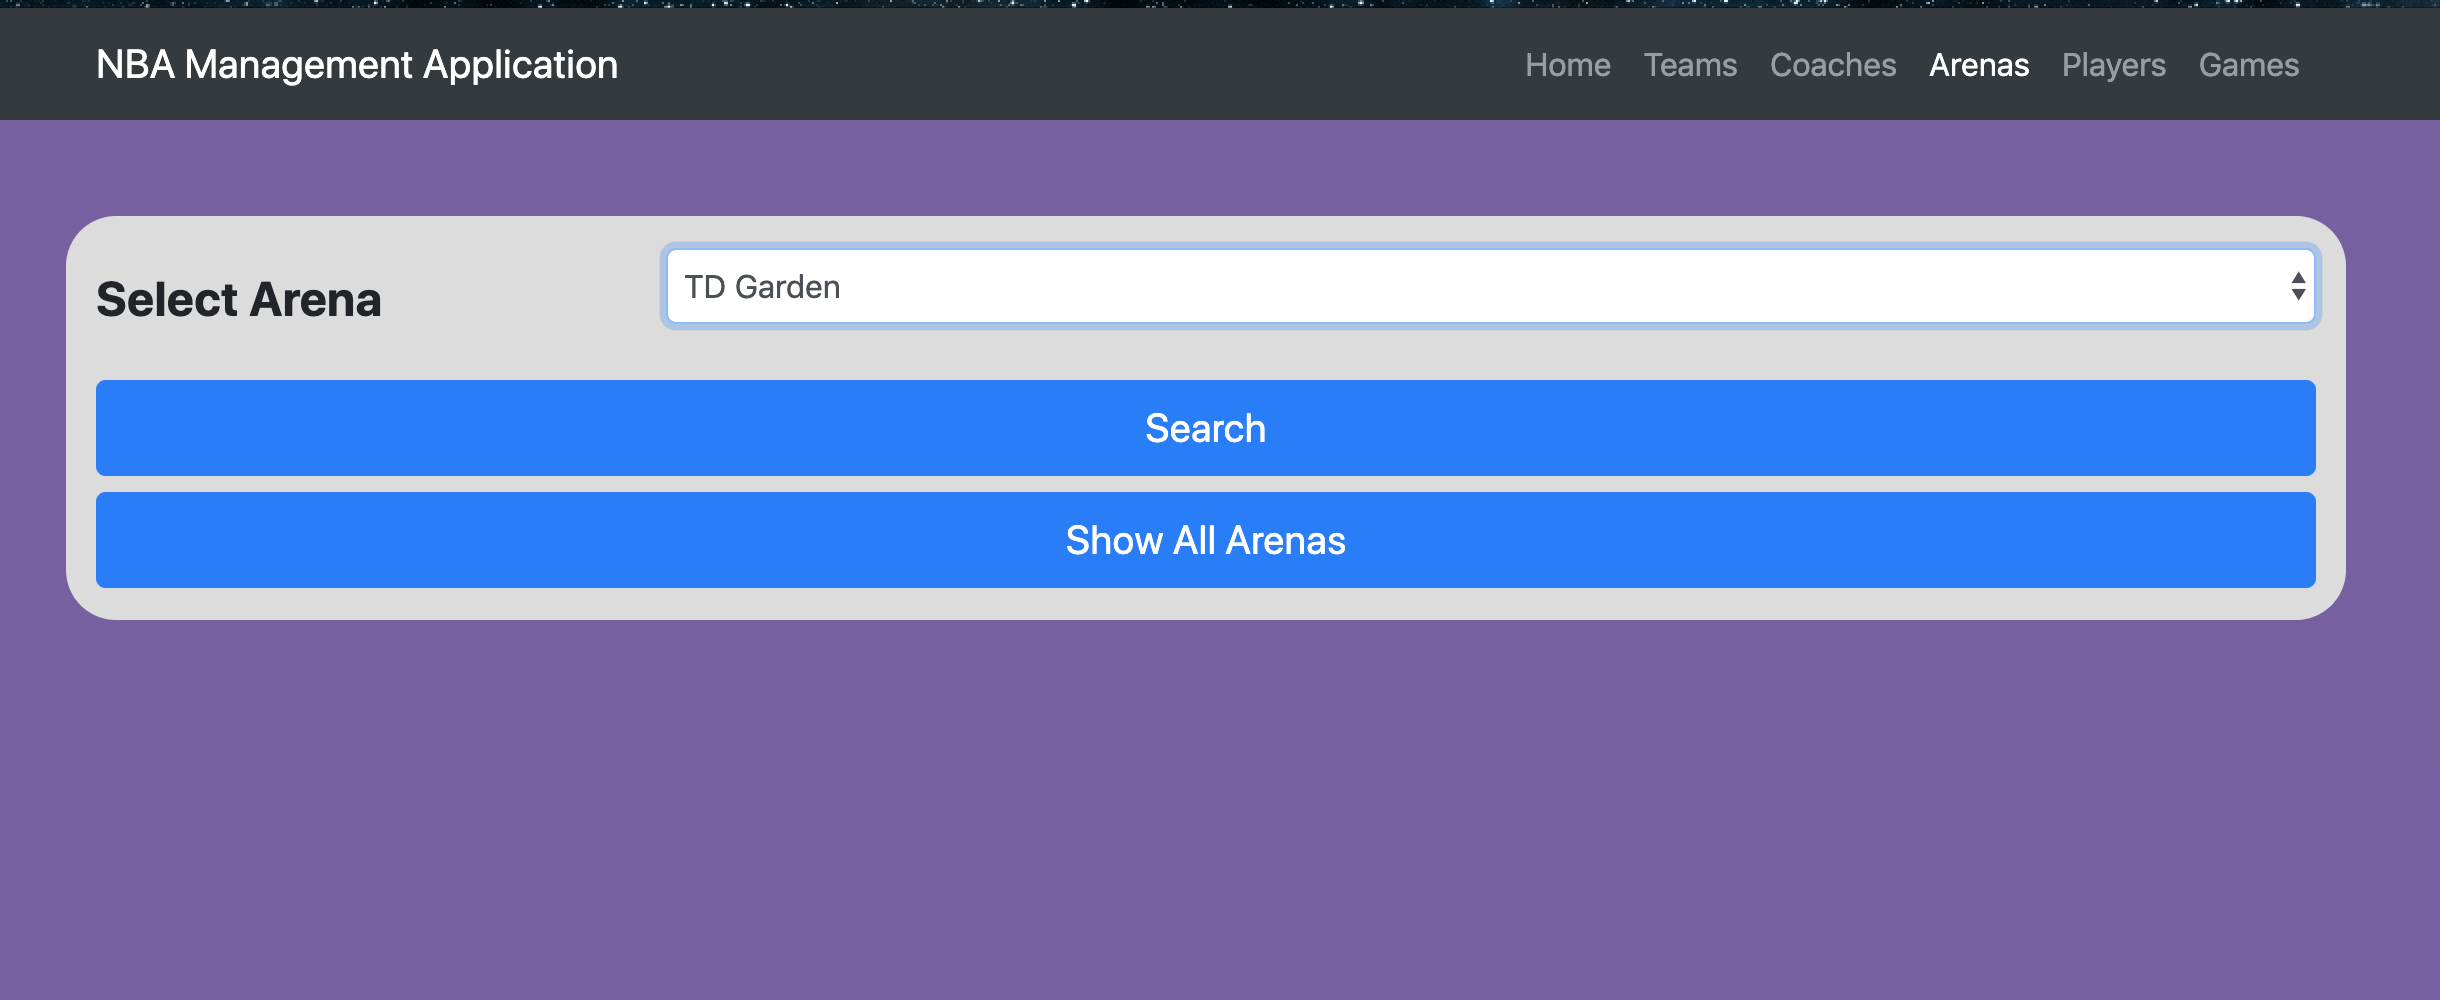 NBA Management Application
Home Teams Coaches Arenas Players Games
Select Arena
TD Garden
Search
Show All Arenas